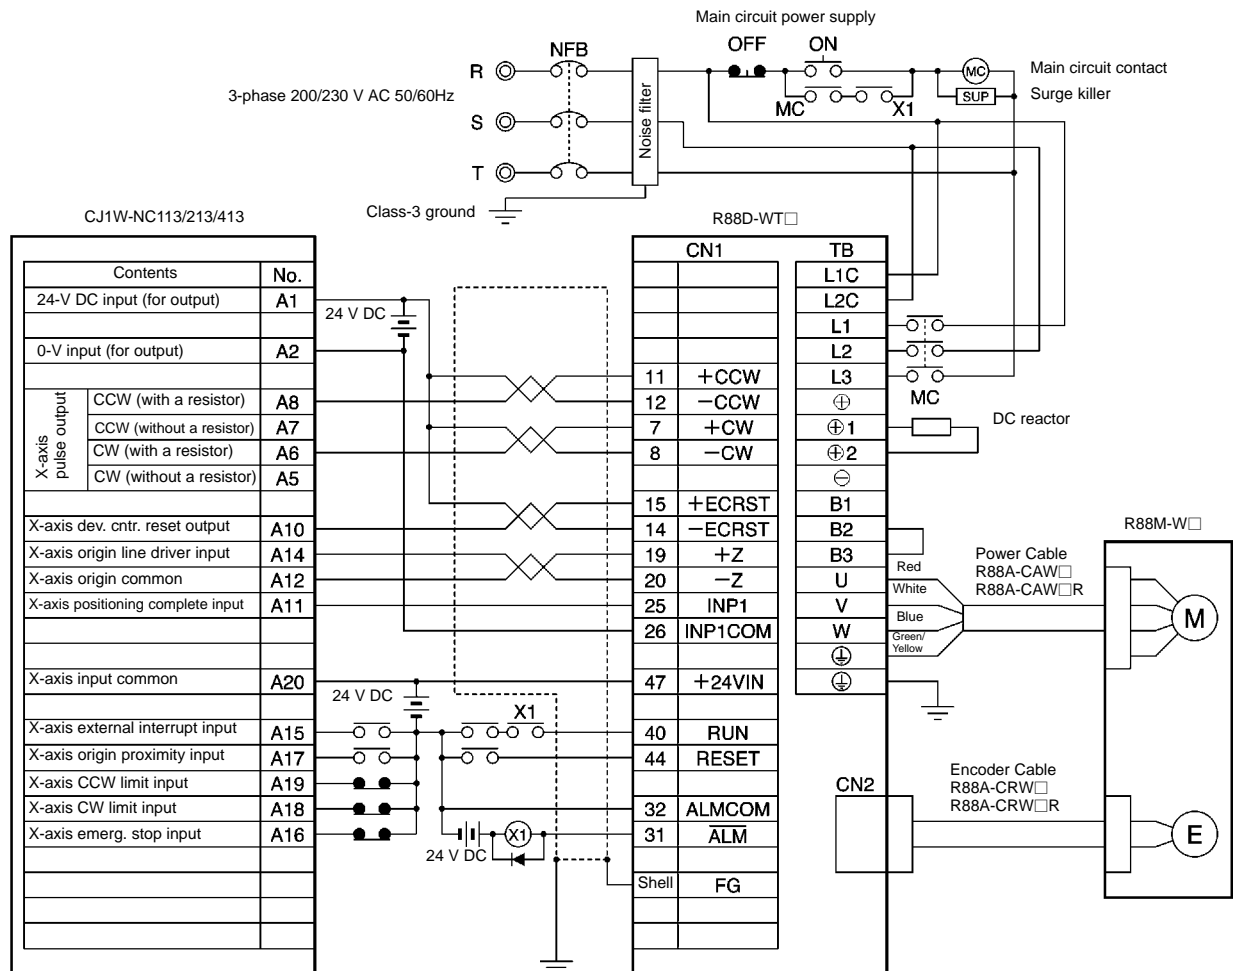 Main circuit power supply
OFF ON
NFB
R
MC
Main circuit contact
3-phase 200/230 V AC 50/60Hz
SUP
Surge killer
MC X1
S
Noise filter
T
Class-3 ground
CJ1W-NC113/213/413
R88D-WT□
Contents No.
24-V DC input (for output) A1
0-V input (for output) A2
X-axis pulse output
CCW (with a resistor) A8
CCW (without a resistor) A7
CW (with a resistor) A6
CW (without a resistor) A5
X-axis dev. cntr. reset output A10
X-axis origin line driver input A14
X-axis origin common A12
X-axis positioning complete input A11
X-axis input common A20
X-axis external interrupt input A15
X-axis origin proximity input A17
X-axis CCW limit input A19
X-axis CW limit input A18
X-axis emerg. stop input A16
24 V DC
24 V DC
X1
X1
24 V DC
CN1
11 +CCW
12 −CCW
7 +CW
8 −CW
15 +ECRST
14 −ECRST
19 +Z
20 −Z
25 INP1
26 INP1COM
47 +24VIN
40 RUN
44 RESET
32 ALMCOM
31 ALM
Shell FG
TB
L1C
L2C
L1
L2
L3
⊕
⊕1
⊕2
⊖
B1
B2
B3
U
V
W
CN2
MC
DC reactor
Red
White
Blue
Green/
Yellow
Power Cable
R88A-CAW□
R88A-CAW□R
R88M-W□
M
Encoder Cable
R88A-CRW□
R88A-CRW□R
E